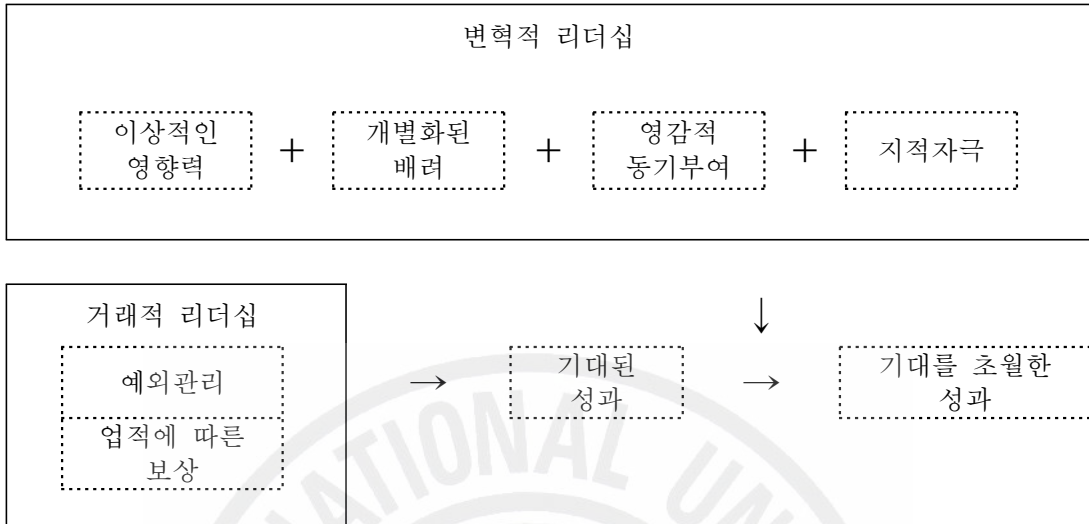 변혁적 리더십
이상적인
영향력
+
개별화된
배려
+
영감적
동기부여
+
지적자극
거래적 리더십
↓
예외관리
→
기대된
성과
→
기대를 초월한
성과
업적에 따른
보상
NATIONAL UN